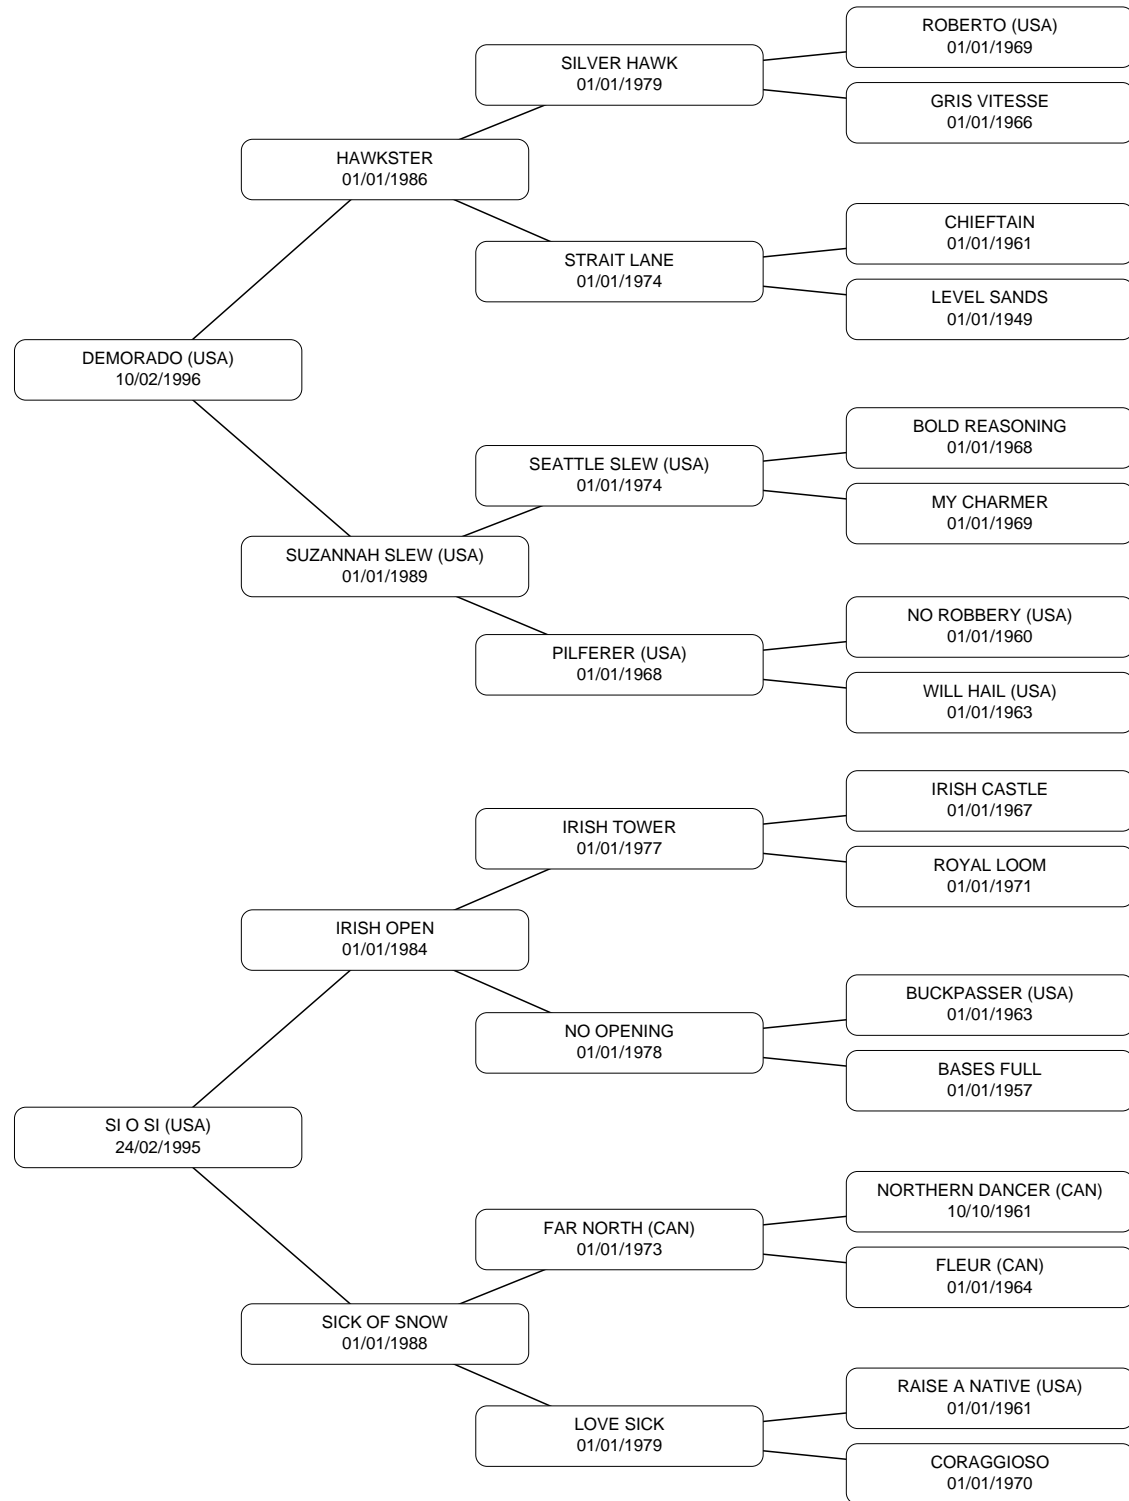 ROBERTO (USA)
01/01/1969
SILVER HAWK
01/01/1979
GRIS VITESSE
01/01/1966
HAWKSTER
01/01/1986
CHIEFTAIN
01/01/1961
STRAIT LANE
01/01/1974
LEVEL SANDS
01/01/1949
DEMORADO (USA)
10/02/1996
BOLD REASONING
01/01/1968
SEATTLE SLEW (USA)
01/01/1974
MY CHARMER
01/01/1969
SUZANNAH SLEW (USA)
01/01/1989
NO ROBBERY (USA)
01/01/1960
PILFERER (USA)
01/01/1968
WILL HAIL (USA)
01/01/1963
IRISH CASTLE
01/01/1967
IRISH TOWER
01/01/1977
ROYAL LOOM
01/01/1971
IRISH OPEN
01/01/1984
BUCKPASSER (USA)
01/01/1963
NO OPENING
01/01/1978
BASES FULL
01/01/1957
SI O SI (USA)
24/02/1995
NORTHERN DANCER (CAN)
10/10/1961
FAR NORTH (CAN)
01/01/1973
FLEUR (CAN)
01/01/1964
SICK OF SNOW
01/01/1988
RAISE A NATIVE (USA)
01/01/1961
LOVE SICK
01/01/1979
CORAGGIOSO
01/01/1970